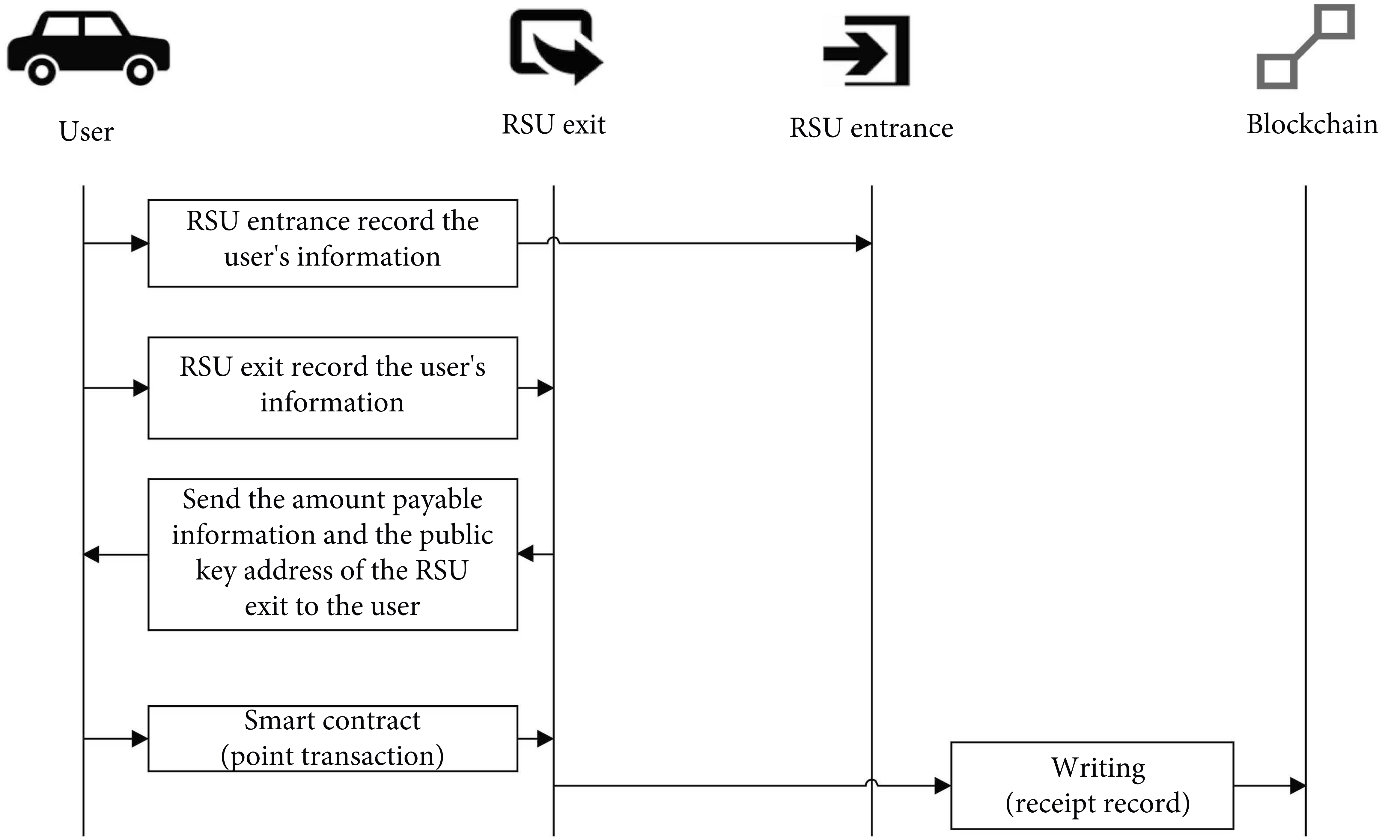 User
RSU exit
RSU entrance
Blockchain
RSU entrance record the
user's information
RSU exit record the user's
information
Send the amount payable
information and the public
key address of the RSU
exit to the user
Smart contract
(point transaction)
Writing
(receipt record)